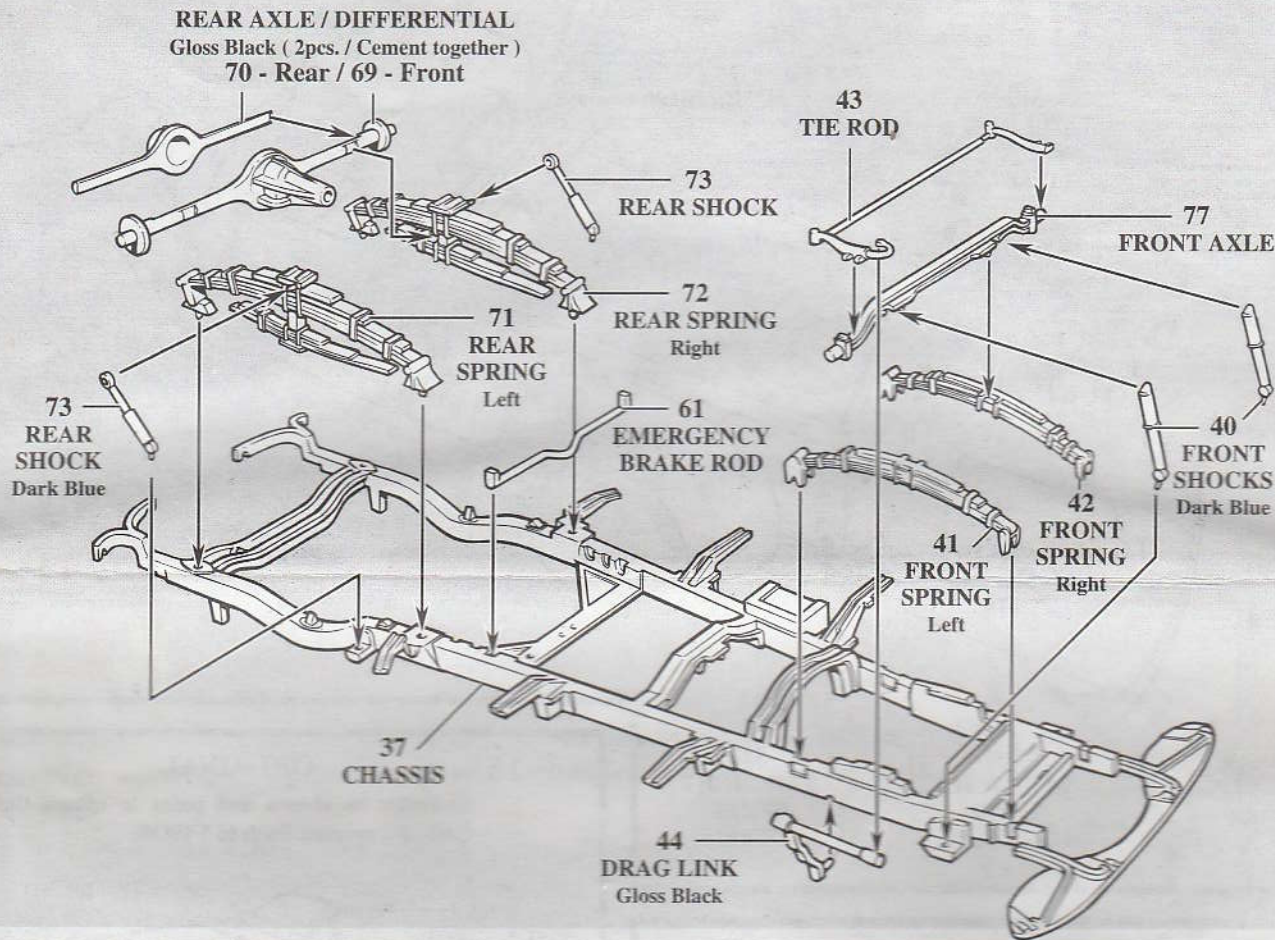 REAR AXLE / DIFFERENTIAL
Gloss Black ( 2pcs. / Cement together )
70 - Rear / 69 - Front
43
TIE ROD
73
REAR SHOCK
77
FRONT AXLE
72
REAR SPRING
Right
71
REAR
SPRING
Left
73
REAR
SHOCK
Dark Blue
61
EMERGENCY
BRAKE ROD
40
FRONT
SHOCKS
Dark Blue
42
FRONT
SPRING
Right
41
FRONT
SPRING
Left
37
CHASSIS
44
DRAG LINK
Gloss Black